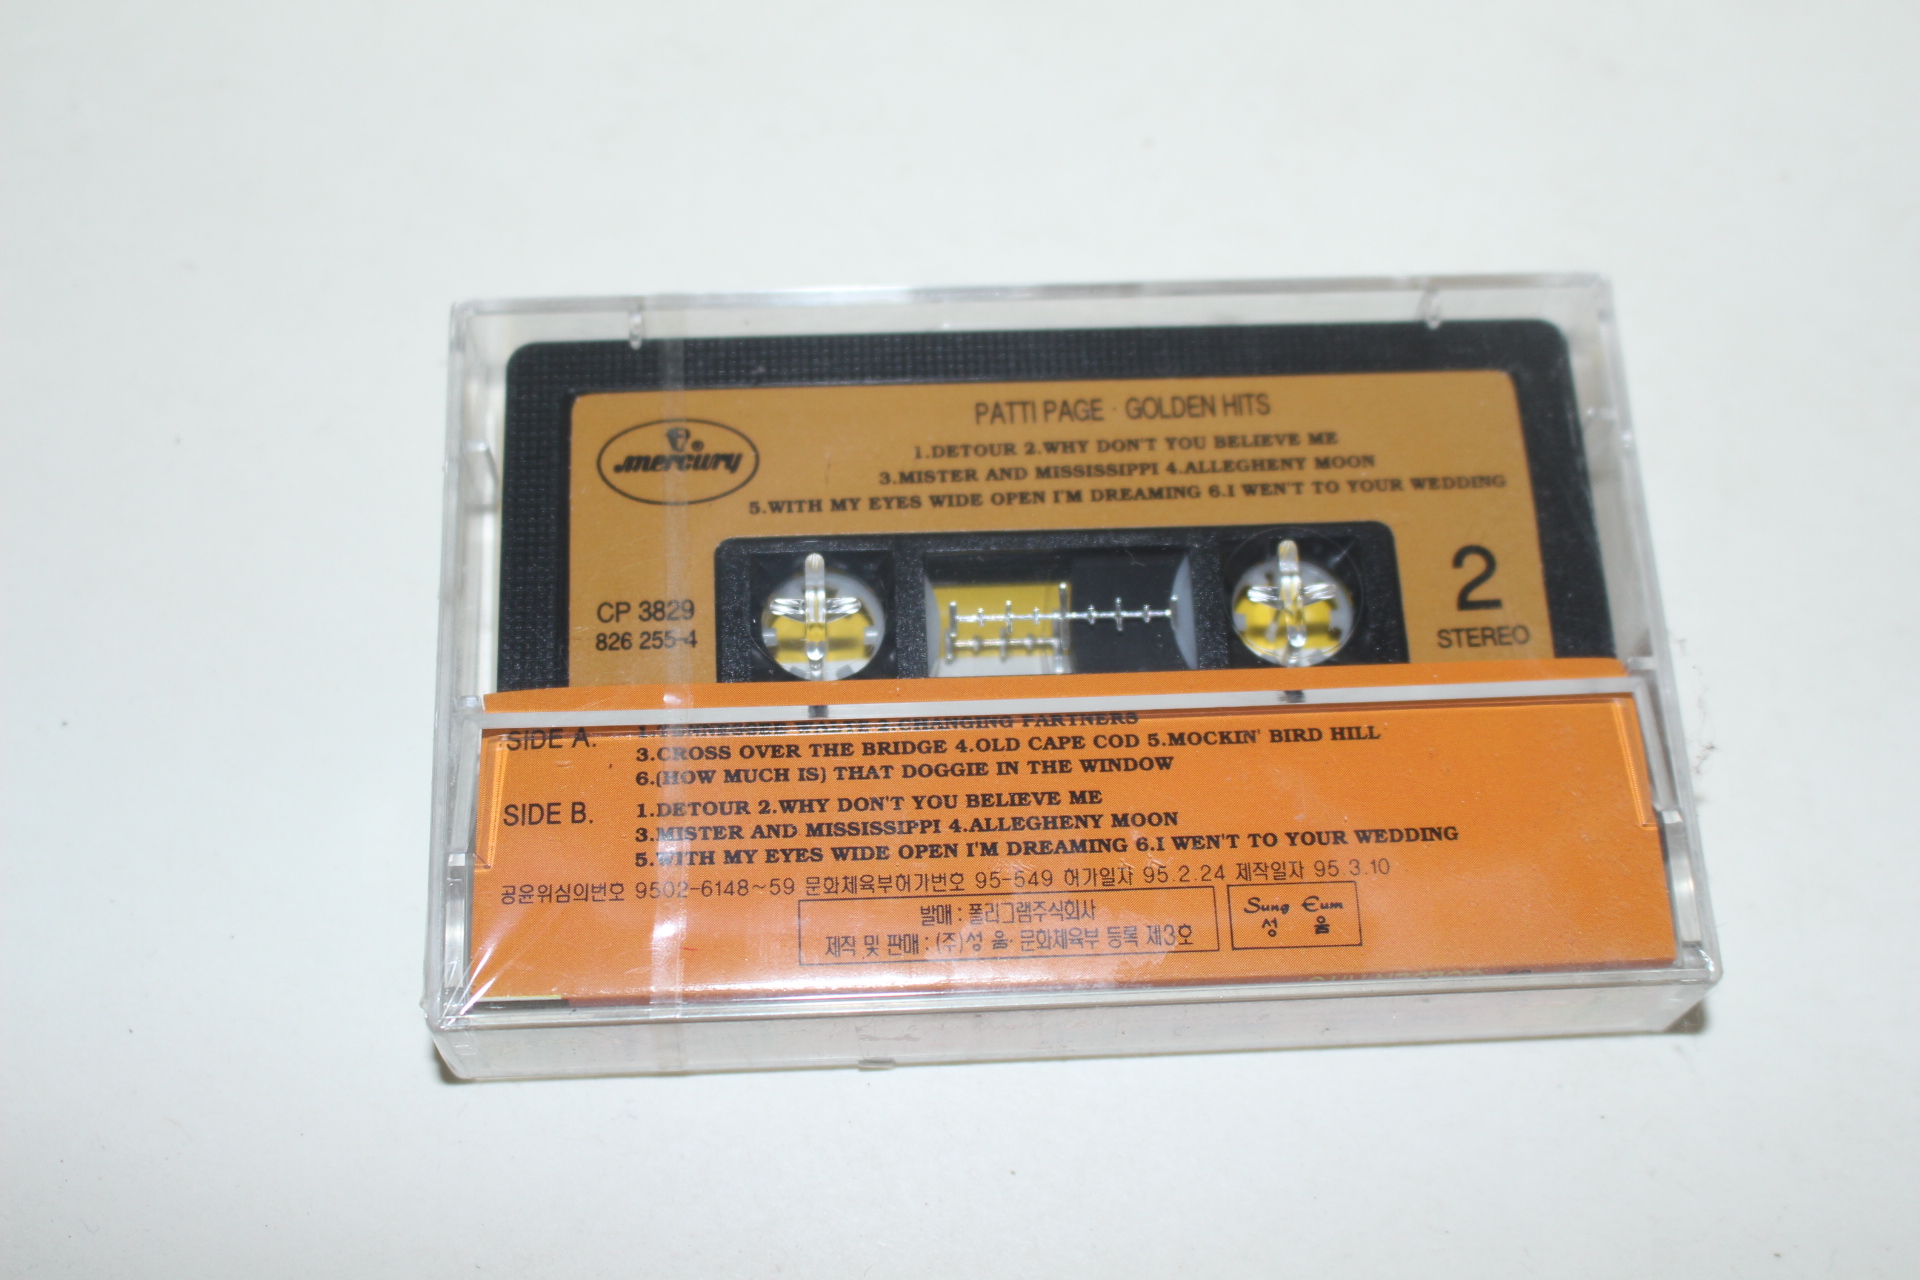 PATTI PAGE · GOLDEN HITS
mercury
1.DETOUR 2.WHY DON'T YOU BELIEVE ME
3.MISTER AND MISSISSIPPI 4.ALLEGHENY MOON
5.WITH MY EYES WIDE OPEN I'M DREAMING 6.I WEN'T TO YOUR WEDDING
CP 3829
826 255-4
2
STEREO
SIDE A.
2.CHANGING PARTNERS
3.CROSS OVER THE BRIDGE 4.OLD CAPE COD 5.MOCKIN' BIRD HILL
6.(HOW MUCH IS) THAT DOGGIE IN THE WINDOW
SIDE B.
1.DETOUR 2.WHY DON'T YOU BELIEVE ME
3.MISTER AND MISSISSIPPI 4.ALLEGHENY MOON
5.WITH MY EYES WIDE OPEN I'M DREAMING 6.I WEN'T TO YOUR WEDDING
공윤위심의번호 9502-6148~59 문화체육부허가번호 95-549 허가일자 95.2.24 제작일자 95.3.10
발매 : 폴리그램주식회사
제작 및 판매 : (주)성 음· 문화체육부 등록 제3호
Sung Eum
성 음